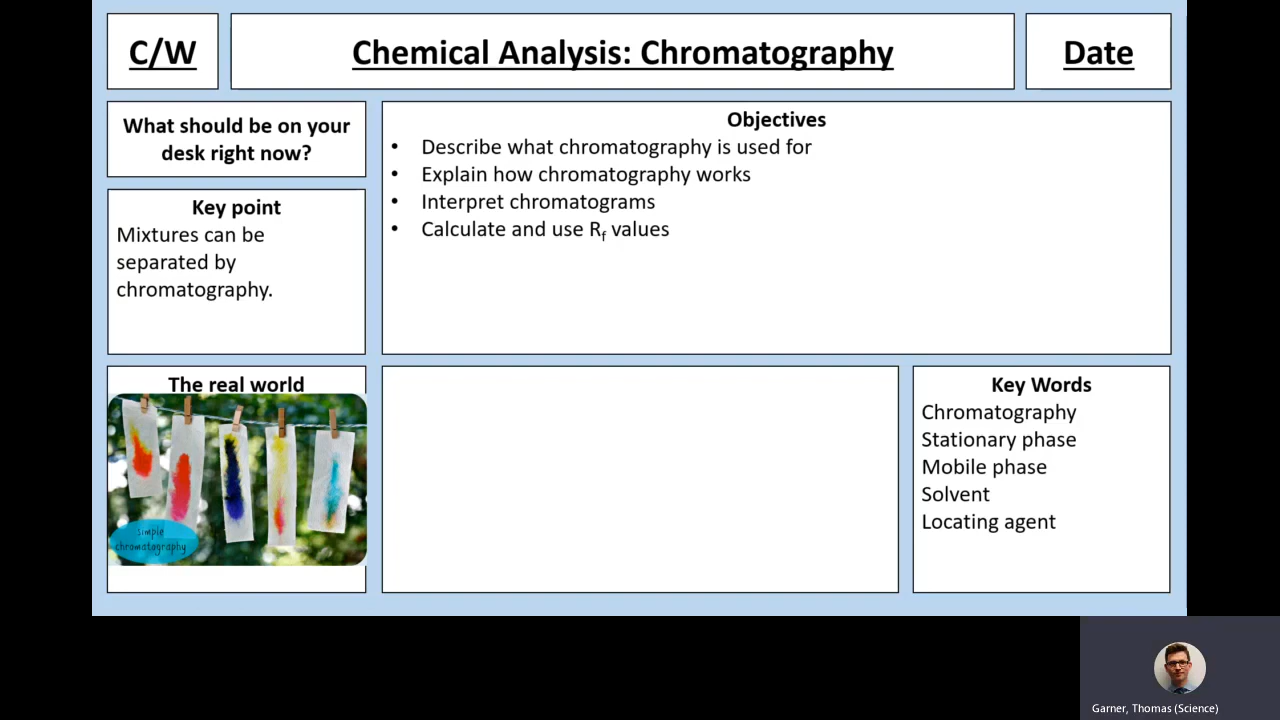 C/W
Chemical Analysis: Chromatography
Date
What should be on your
desk right now?
Objectives
• Describe what chromatography is used for
• Explain how chromatography works
• Interpret chromatograms
• Calculate and use Rf values
Key point
Mixtures can be
separated by
chromatography.
The real world
simple
chromatography
Key Words
Chromatography
Stationary phase
Mobile phase
Solvent
Locating agent
Garner, Thomas (Science)